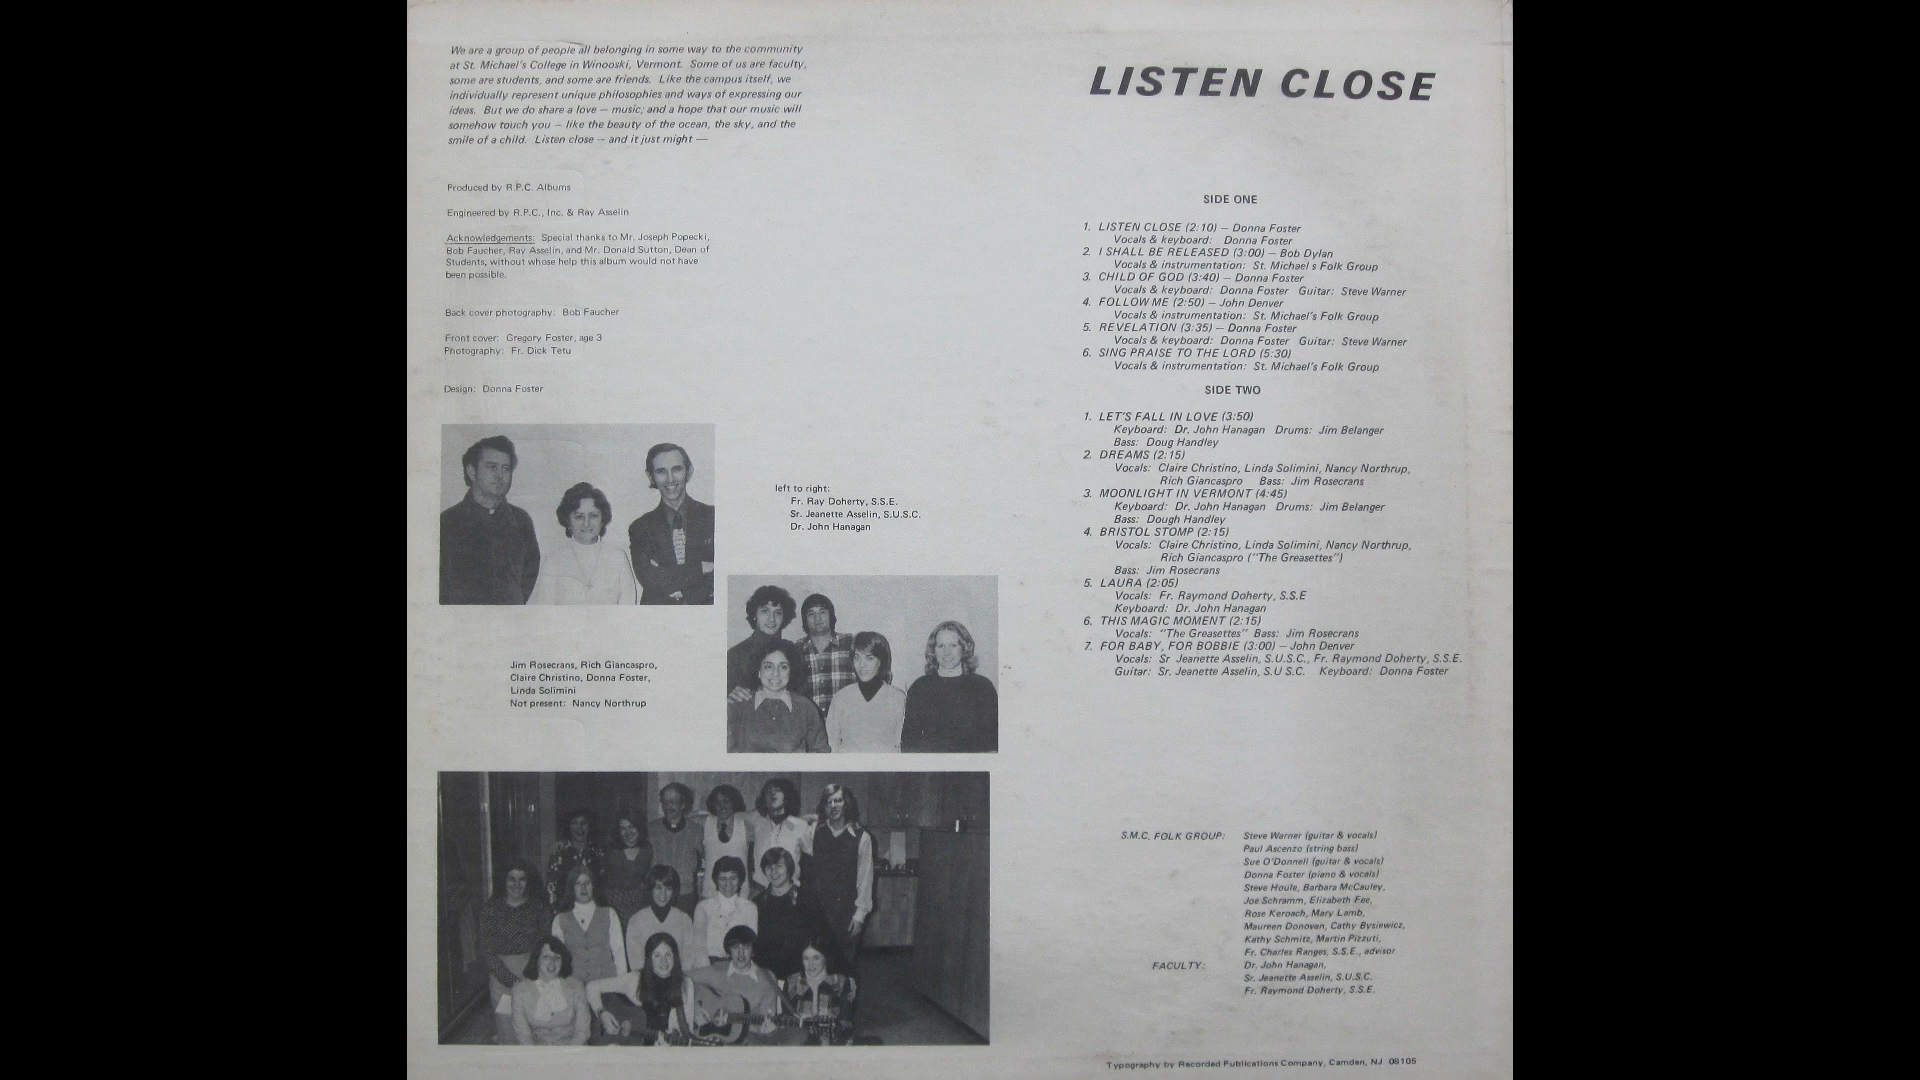 We are a group of people all belonging in some way to the community
at St. Michael's College in Winooski, Vermont. Some of us are faculty,
some are students, and some are friends. Like the campus itself, we
individually represent unique philosophies and ways of expressing our
ideas. But we do share a love — music; and a hope that our music will
somehow touch you — like the beauty of the ocean, the sky, and the
smile of a child. Listen close — and it just might —
Produced by R.P.C. Albums
Engineered by R.P.C., Inc. & Ray Asselin
Acknowledgements: Special thanks to Mr. Joseph Popecki,
Bob Faucher, Ray Asselin, and Mr. Donald Sutton, Dean of
Students, without whose help this album would not have
been possible.
Back cover photography: Bob Faucher
Front cover: Gregory Foster, age 3
Photography: Fr. Dick Tetu
Design: Donna Foster
left to right:
Fr. Ray Doherty, S.S.E.
Sr. Jeanette Asselin, S.U.S.C.
Dr. John Hanagan
Jim Rosecrans, Rich Giancaspro,
Claire Christino, Donna Foster,
Linda Solimini
Not present: Nancy Northrup
LISTEN CLOSE
SIDE ONE
1. LISTEN CLOSE (2:10) — Donna Foster
Vocals & keyboard: Donna Foster
2. I SHALL BE RELEASED (3:00) — Bob Dylan
Vocals & instrumentation: St. Michael s Folk Group
3. CHILD OF GOD (3:40) — Donna Foster
Vocals & keyboard: Donna Foster Guitar: Steve Warner
4. FOLLOW ME (2:50) — John Denver
Vocals & instrumentation: St. Michael's Folk Group
5. REVELATION (3:35) — Donna Foster
Vocals & keyboard: Donna Foster Guitar: Steve Warner
6. SING PRAISE TO THE LORD (5:30)
Vocals & instrumentation: St. Michael's Folk Group
SIDE TWO
1. LET'S FALL IN LOVE (3:50)
Keyboard: Dr. John Hanagan Drums: Jim Belanger
Bass: Doug Handley
2. DREAMS (2:15)
Vocals: Claire Christino, Linda Solimini, Nancy Northrup,
Rich Giancaspro Bass: Jim Rosecrans
3. MOONLIGHT IN VERMONT (4:45)
Keyboard: Dr. John Hanagan Drums: Jim Belanger
Bass: Dough Handley
4. BRISTOL STOMP (2:15)
Vocals: Claire Christino, Linda Solimini, Nancy Northrup,
Rich Giancaspro ("The Greasettes")
Bass: Jim Rosecrans
5. LAURA (2:05)
Vocals: Fr. Raymond Doherty, S.S.E
Keyboard: Dr. John Hanagan
6. THIS MAGIC MOMENT (2:15)
Vocals: "The Greasettes" Bass: Jim Rosecrans
7. FOR BABY, FOR BOBBIE (3:00) — John Denver
Vocals: Sr Jeanette Asselin, S.U.S.C., Fr. Raymond Doherty, S.S.E.
Guitar: Sr. Jeanette Asselin, S.U S.C. Keyboard: Donna Foster
S.M.C. FOLK GROUP: Steve Warner (guitar & vocals)
Paul Ascenzo (string bass)
Sue O'Donnell (guitar & vocals)
Donna Foster (piano & vocals)
Steve Houle, Barbara McCauley,
Joe Schramm, Elizabeth Fee,
Rose Keroach, Mary Lamb,
Maureen Donovan, Cathy Bysiewicz,
Kathy Schmitz, Martin Pizzuti,
Fr. Charles Ranges, S.S.E., advisor
FACULTY: Dr. John Hanagan,
Sr. Jeanette Asselin, S.U.S.C.
Fr. Raymond Doherty, S.S.E.
Typography by Recorded Publications Company, Camden, NJ 08105